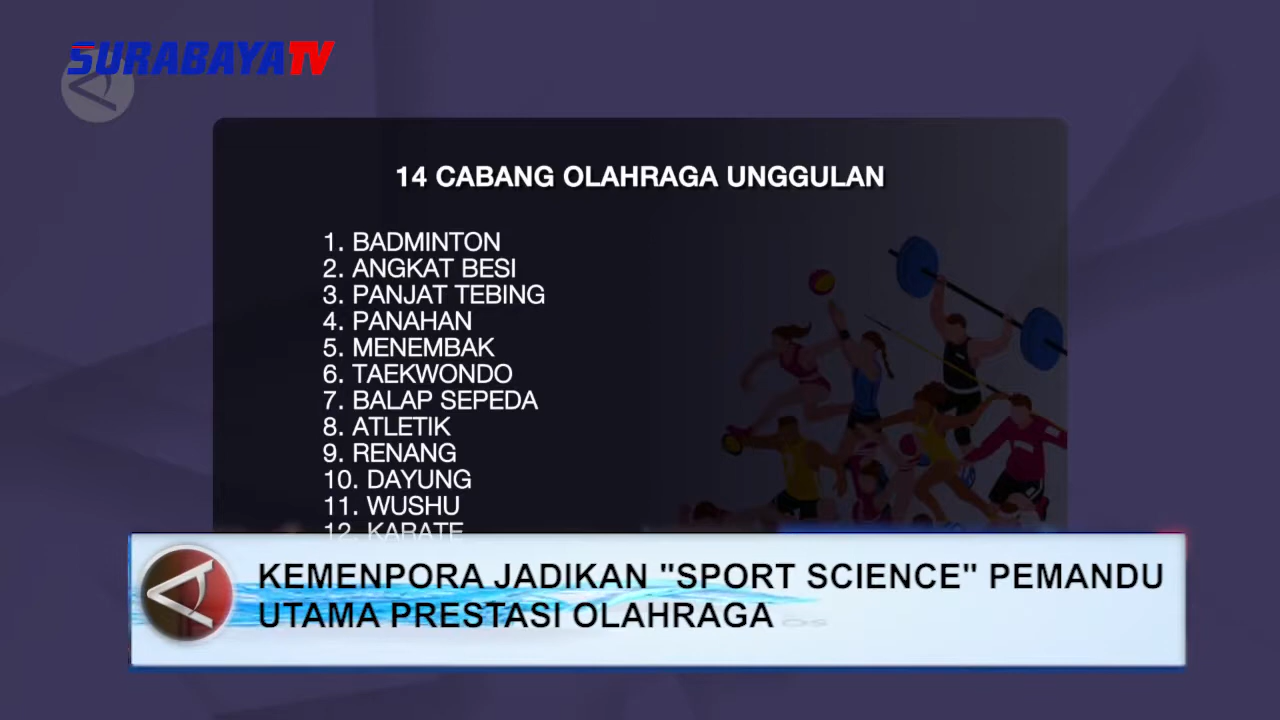 SURABAYATV
14 CABANG OLAHRAGA UNGGULAN
1. BADMINTON
2. ANGKAT BESI
3. PANJAT TEBING
4. PANAHAN
5. MENEMBAK
6. TAEKWONDO
7. BALAP SEPEDA
8. ATLETIK
9. RENANG
10. DAYUNG
11. WUSHU
12. KARATE
KEMENPORA JADIKAN "SPORT SCIENCE" PEMANDU
UTAMA PRESTASI OLAHRAGA